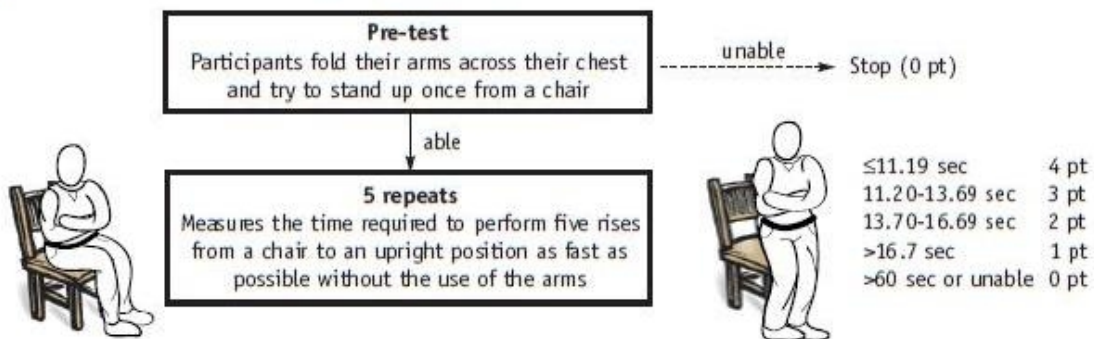 Pre-test
Participants fold their arms across their chest
and try to stand up once from a chair
unable
Stop (0 pt)
able
5 repeats
Measures the time required to perform five rises
from a chair to an upright position as fast as
possible without the use of the arms
≤11.19 sec 4 pt
11.20-13.69 sec 3 pt
13.70-16.69 sec 2 pt
>16.7 sec 1 pt
>60 sec or unable 0 pt